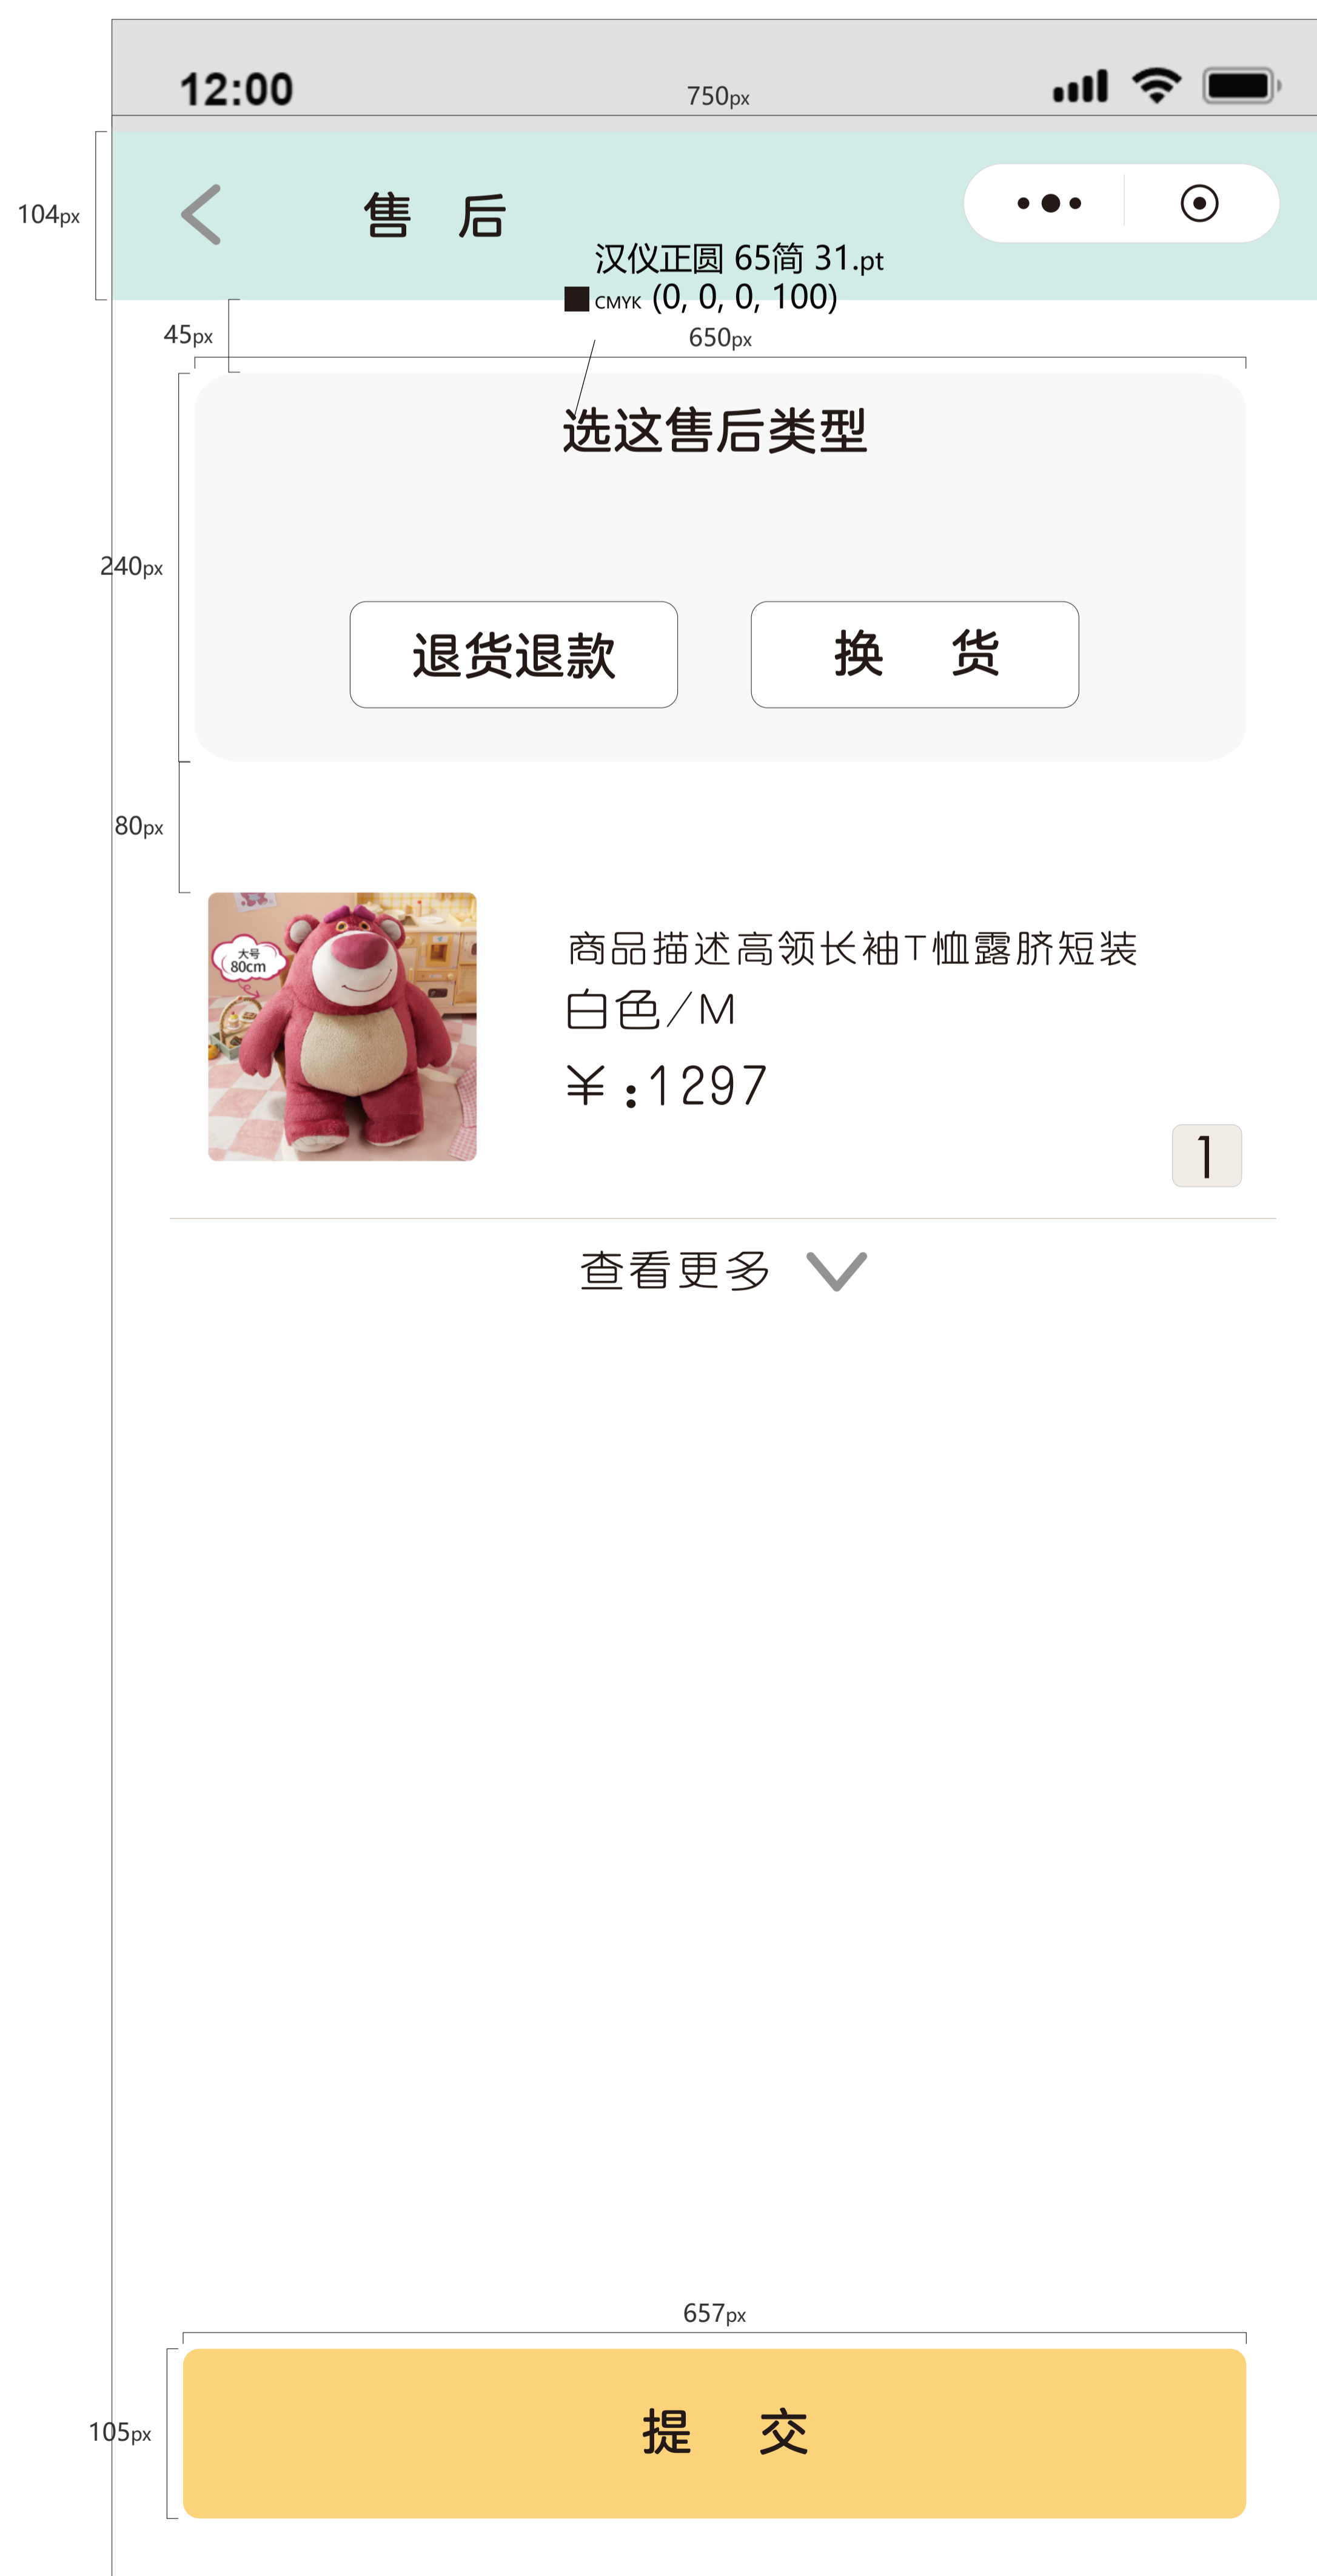 12:00
750px
104px
售 后
汉仪正圆 65简 31.pt
CMYK (0, 0, 0, 100)
45px
650px
选这售后类型
240px
退货退款
换 货
80px
大号
80cm
商品描述高领长袖T恤露脐短装
白色/M
¥:1297
1
查看更多
657px
105px
提 交